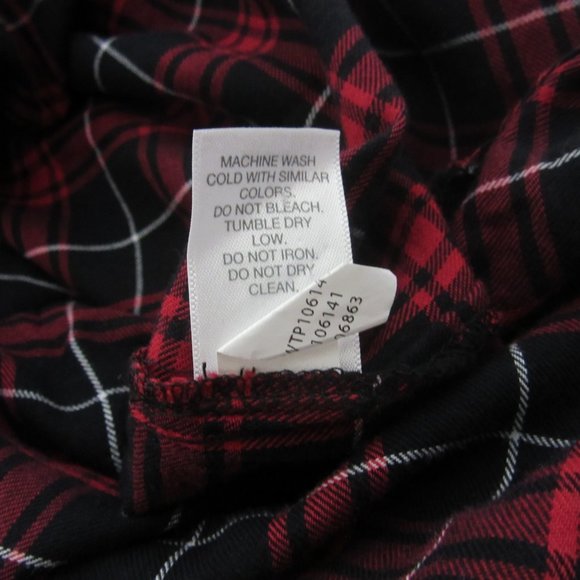 MACHINE WASH
COLD WITH SIMILAR
COLORS.
DO NOT BLEACH.
TUMBLE DRY
LOW.
DO NOT IRON.
DO NOT DRY
CLEAN.
106141